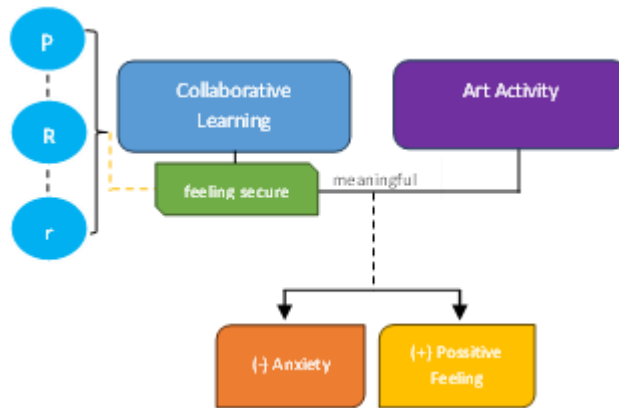 P
R
r
Collaborative
Learning
Art Activity
feeling secure
meaningful
(-) Anxiety
(+) Possitive
Feeling